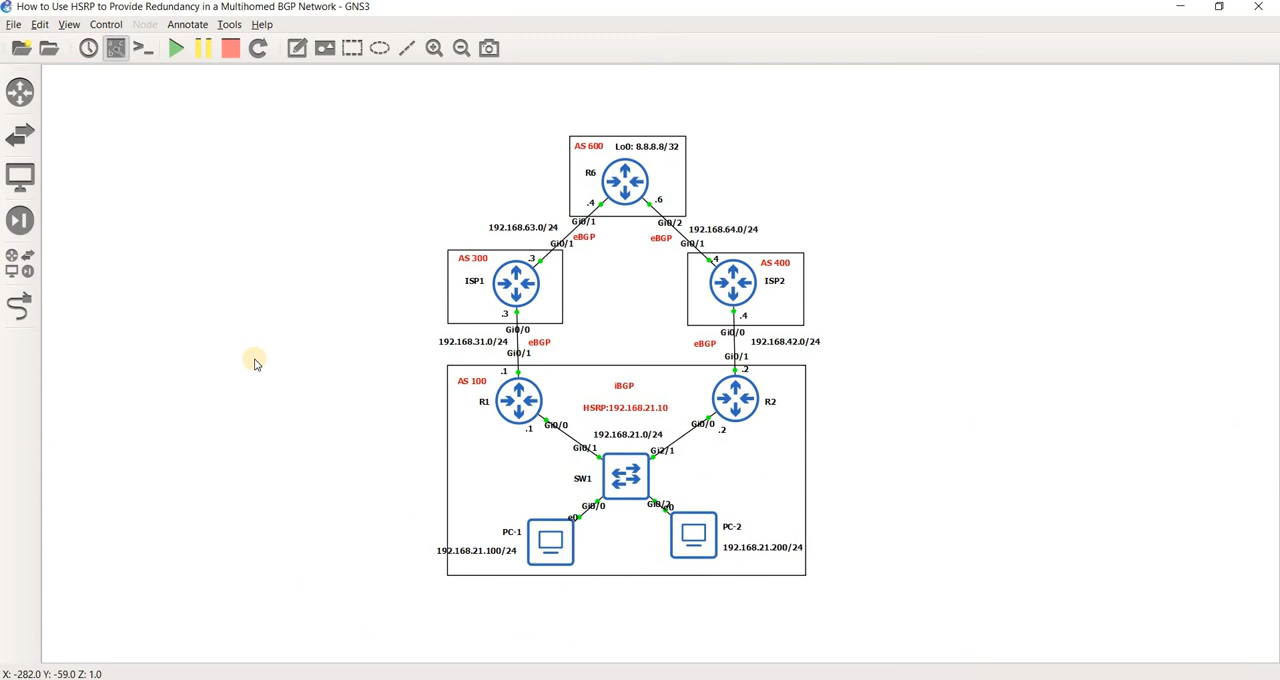 How to Use HSRP to Provide Redundancy in a Multihomed BGP Network - GNS3
File Edit View Control Node Annotate Tools Help
AS 600 Lo0: 8.8.8.8/32
R6
.4 .6
Gi0/1 Gi0/2
192.168.63.0/24 192.168.64.0/24
eBGP eBGP
Gi0/1 Gi0/1
AS 300 .3 .4 AS 400
ISP1 ISP2
.3 .4
Gi0/0 Gi0/0
192.168.31.0/24 eBGP eBGP 192.168.42.0/24
Gi0/1 Gi0/1
.1 .2
AS 100 iBGP
R1 HSRP:192.168.21.10 R2
.1 Gi0/0 Gi0/0 .2
192.168.21.0/24
Gi0/1 Gi2/1
SW1
Gi0/0 Gi0/2
e0 e0
PC-1 PC-2
192.168.21.100/24 192.168.21.200/24
X: -282.0 Y: -59.0 Z: 1.0